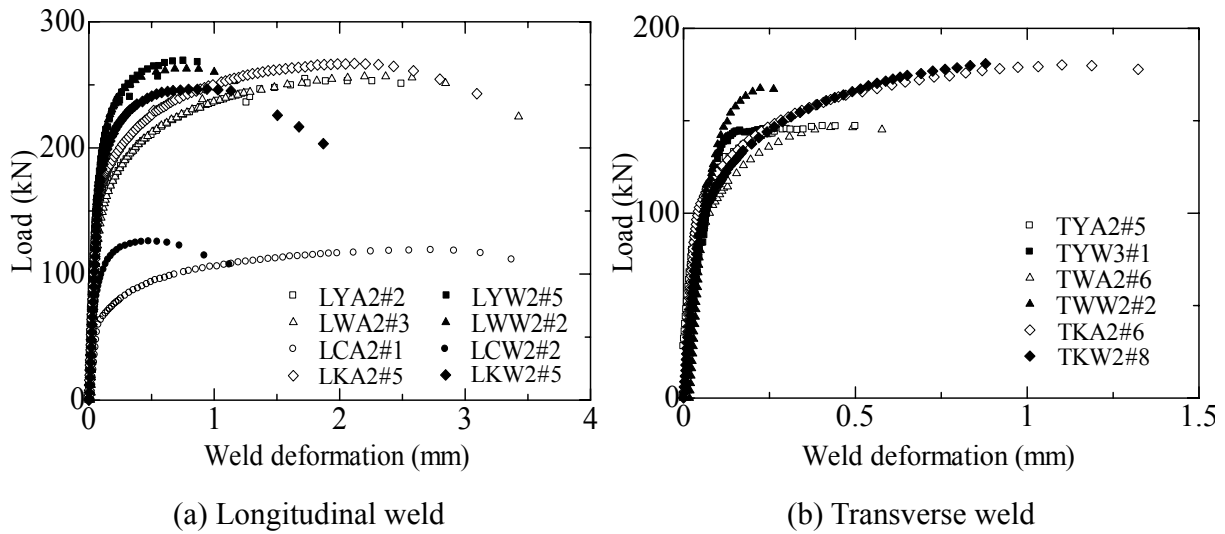 300
200
100
0
Load (kN)
0 1 2 3 4
Weld deformation (mm)
LYA2#2 LYW2#5
LWA2#3 LWW2#2
LCA2#1 LCW2#2
LKA2#5 LKW2#5
(a) Longitudinal weld
200
100
0
Load (kN)
0 0.5 1 1.5
Weld deformation (mm)
TYA2#5
TYW3#1
TWA2#6
TWW2#2
TKA2#6
TKW2#8
(b) Transverse weld